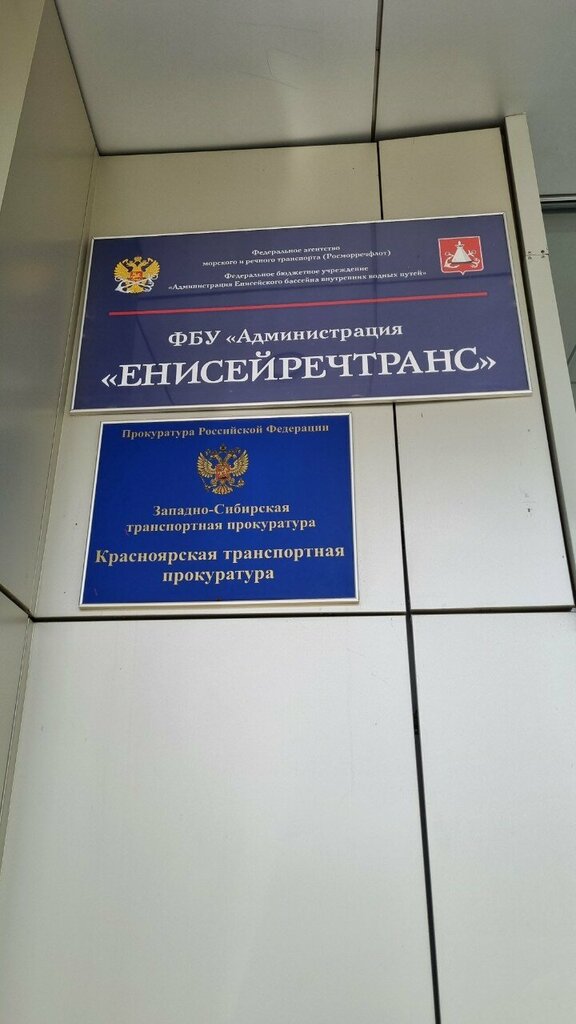 Федеральное агентство
морского и речного транспорта (Росморречфлот)
Федеральное бюджетное учреждение
«Администрация Енисейского бассейна внутренних водных путей»
ФБУ «Администрация
«ЕНИСЕЙРЕЧТРАНС»
Прокуратура Российской Федерации
Западно-Сибирская
транспортная прокуратура
Красноярская транспортная
прокуратура